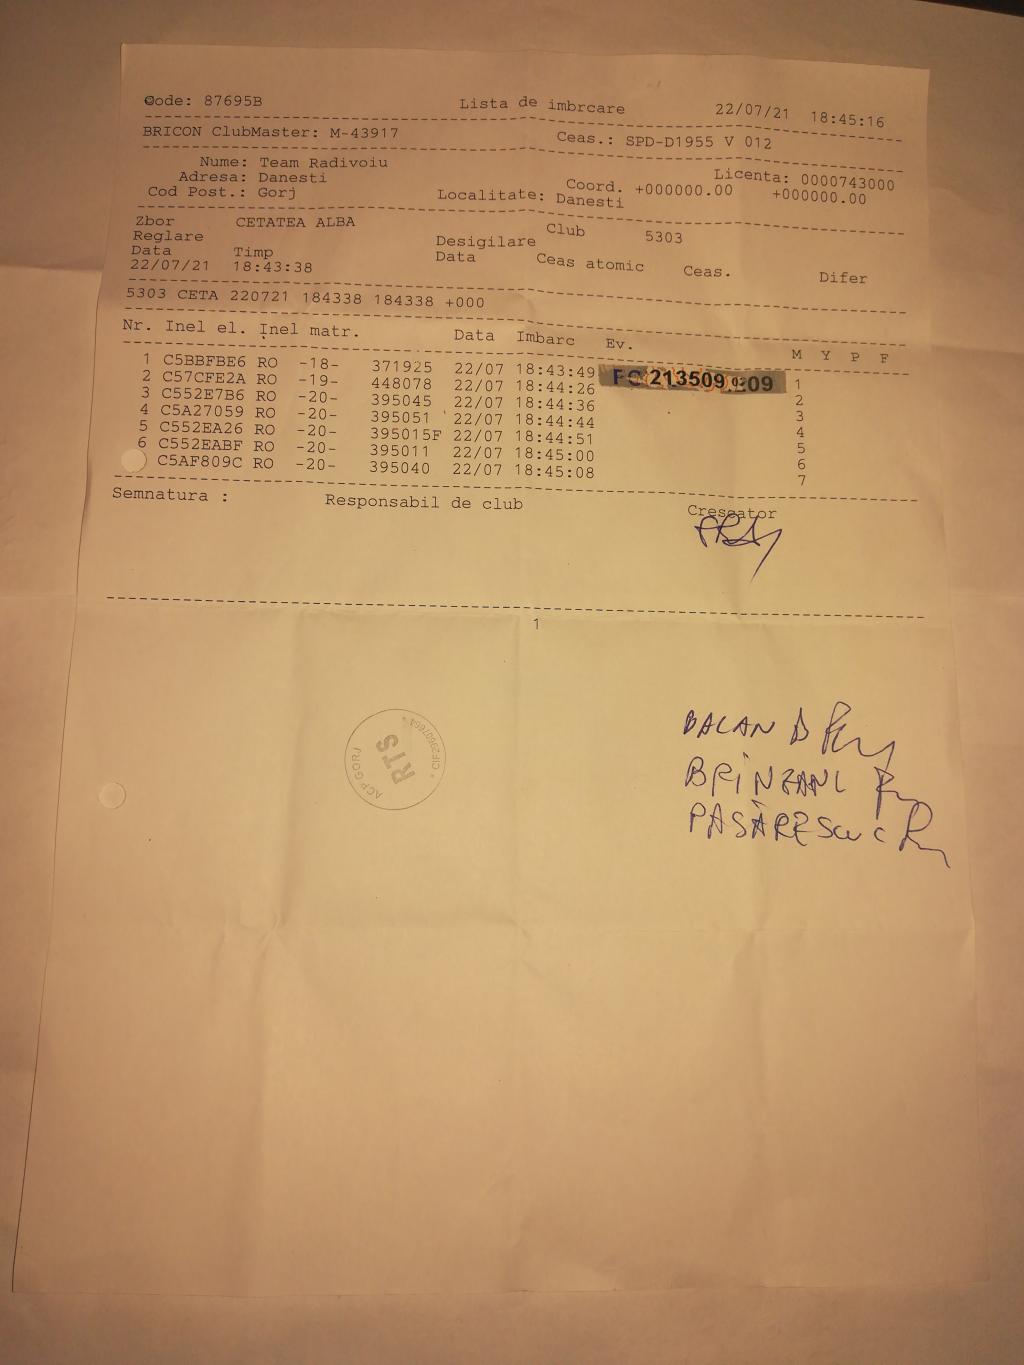 Code: 87695B Lista de imbrcare 22/07/21 18:45:16
BRICON ClubMaster: M-43917 Ceas.: SPD-D1955 V 012
Nume: Team Radivoiu Licenta: 0000743000
Adresa: Danesti Coord. +000000.00 +000000.00
Cod Post.: Gorj Localitate: Danesti
Zbor CETATEA ALBA Club 5303
Reglare Desigilare
Data Timp Data Ceas atomic Ceas. Difer
22/07/21 18:43:38
5303 CETA 220721 184338 184338 +000
Nr. Inel el. Inel matr. Data Imbarc Ev. M Y P F
1 C5BBFBE6 RO -18- 371925 22/07 18:43:49 213509 1
2 C57CFE2A RO -19- 448078 22/07 18:44:26 2
3 C552E7B6 RO -20- 395045 22/07 18:44:36 3
4 C5A27059 RO -20- 395051 22/07 18:44:44 4
5 C552EA26 RO -20- 395015F 22/07 18:44:51 5
6 C552EABF RO -20- 395011 22/07 18:45:00 6
C5AF809C RO -20- 395040 22/07 18:45:08 7
Semnatura : Responsabil de club Crescator
1
BALAN D
BRINZAN
PASĂRESCU C
ACP GORJ
RTS